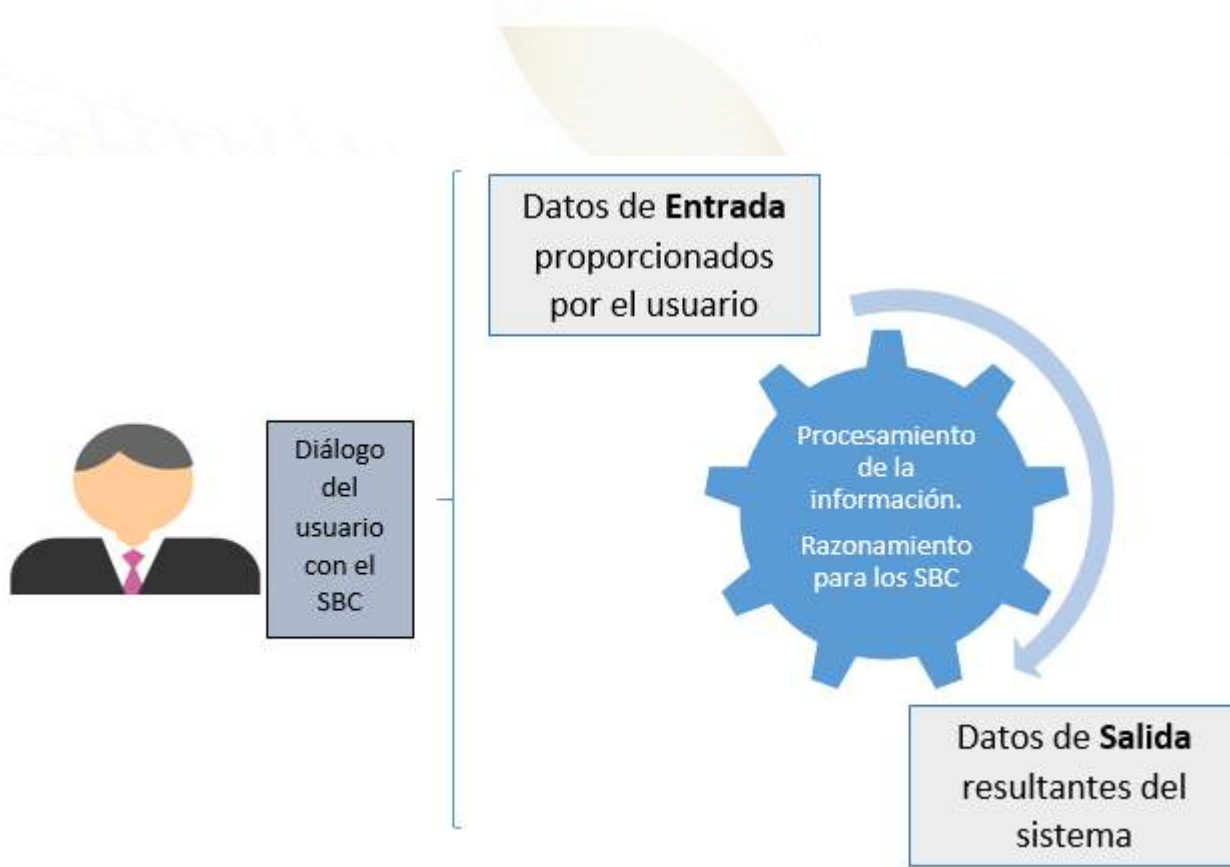 Datos de Entrada
proporcionados
por el usuario
Diálogo
del
usuario
con el
SBC
Procesamiento
de la
información.
Razonamiento
para los SBC
Datos de Salida
resultantes del
sistema